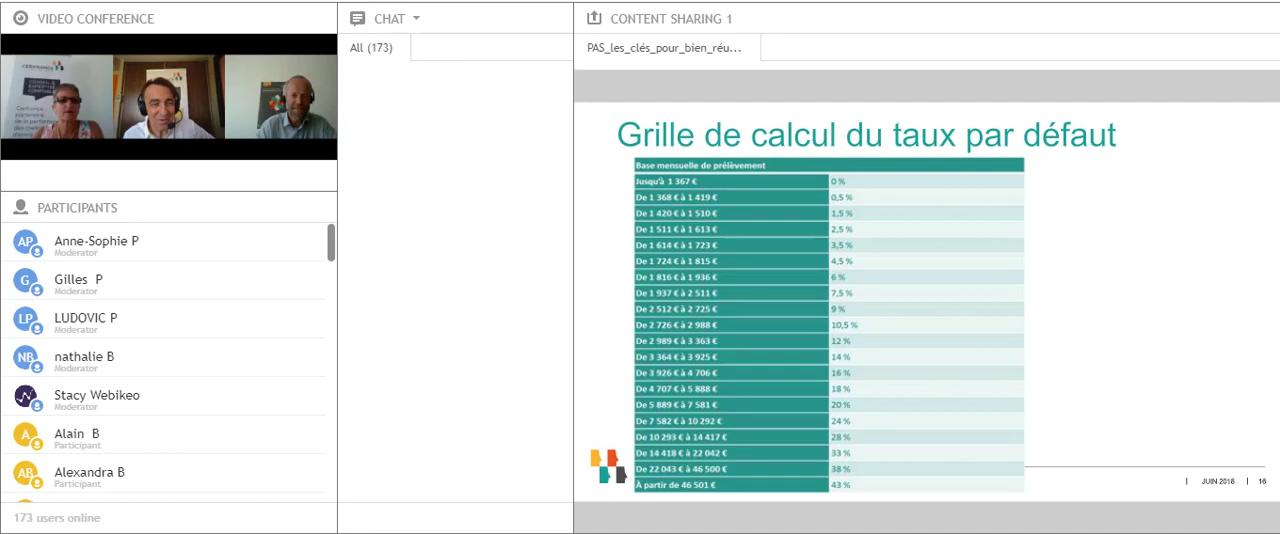 VIDEO CONFERENCE
CERFRANCE
CONSEIL &
EXPERTISE
COMPTABLE
PARTICIPANTS
AP Anne-Sophie P
Moderator
G Gilles P
Moderator
LP LUDOVIC P
Moderator
NB nathalie B
Moderator
Stacy Webikeo
Moderator
A Alain B
Participant
AB Alexandra B
Participant
173 users online
CHAT
All (173)
CONTENT SHARING 1
PAS_les_clés_pour_bien_réu...
Grille de calcul du taux par défaut
Base mensuelle de prélèvement
Jusqu'à 1 367 € 0 %
De 1 368 € à 1 419 € 0,5 %
De 1 420 € à 1 510 € 1,5 %
De 1 511 € à 1 613 € 2,5 %
De 1 614 € à 1 723 € 3,5 %
De 1 724 € à 1 815 € 4,5 %
De 1 816 € à 1 936 € 6 %
De 1 937 € à 2 511 € 7,5 %
De 2 512 € à 2 725 € 9 %
De 2 726 € à 2 988 € 10,5 %
De 2 989 € à 3 363 € 12 %
De 3 364 € à 3 925 € 14 %
De 3 926 € à 4 706 € 16 %
De 4 707 € à 5 888 € 18 %
De 5 889 € à 7 581 € 20 %
De 7 582 € à 10 292 € 24 %
De 10 293 € à 14 417 € 28 %
De 14 418 € à 22 042 € 33 %
De 22 043 € à 46 500 € 38 %
À partir de 46 501 € 43 %
| JUIN 2018 | 16